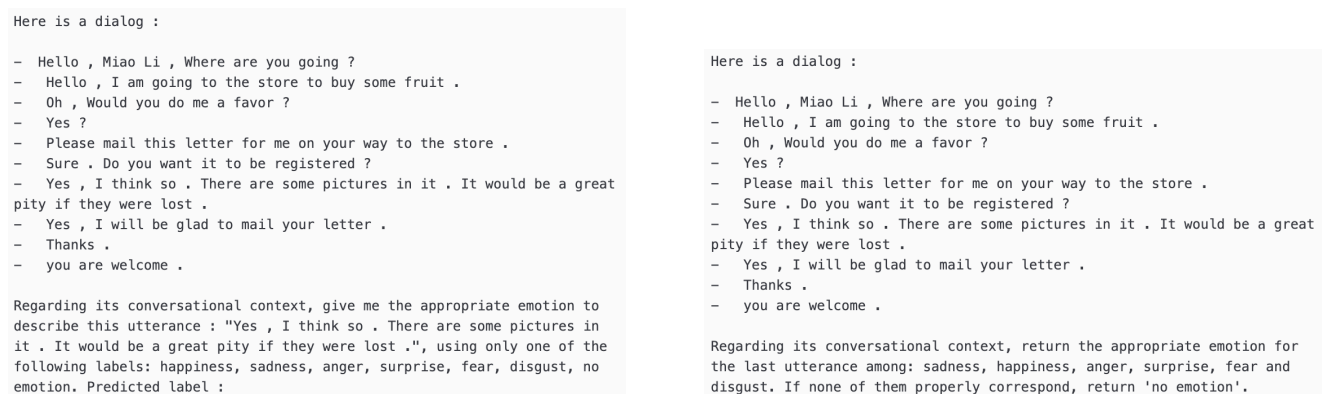 Here is a dialog :
-  Hello , Miao Li , Where are you going ?
-   Hello , I am going to the store to buy some fruit .
-   Oh , Would you do me a favor ?
-   Yes ?
-   Please mail this letter for me on your way to the store .
-   Sure . Do you want it to be registered ?
-   Yes , I think so . There are some pictures in it . It would be a great
pity if they were lost .
-   Yes , I will be glad to mail your letter .
-   Thanks .
-   you are welcome .
Regarding its conversational context, give me the appropriate emotion to
describe this utterance : "Yes , I think so . There are some pictures in
it . It would be a great pity if they were lost .", using only one of the
following labels: happiness, sadness, anger, surprise, fear, disgust, no
emotion. Predicted label :
Here is a dialog :
-  Hello , Miao Li , Where are you going ?
-   Hello , I am going to the store to buy some fruit .
-   Oh , Would you do me a favor ?
-   Yes ?
-   Please mail this letter for me on your way to the store .
-   Sure . Do you want it to be registered ?
-   Yes , I think so . There are some pictures in it . It would be a great
pity if they were lost .
-   Yes , I will be glad to mail your letter .
-   Thanks .
-   you are welcome .
Regarding its conversational context, return the appropriate emotion for
the last utterance among: sadness, happiness, anger, surprise, fear and
disgust. If none of them properly correspond, return 'no emotion'.